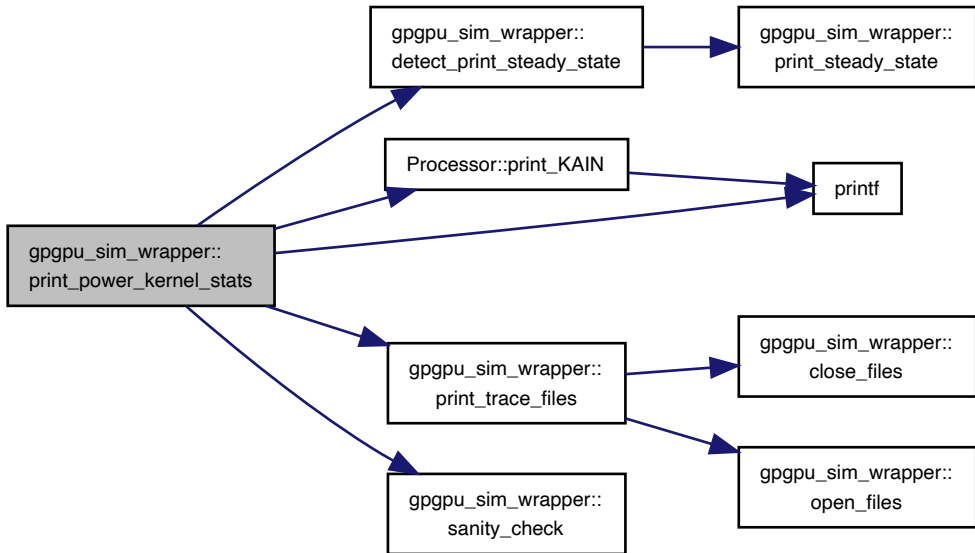 gpgpu_sim_wrapper::
detect_print_steady_state
gpgpu_sim_wrapper::
print_steady_state
Processor::print_KAIN
printf
gpgpu_sim_wrapper::
print_power_kernel_stats
gpgpu_sim_wrapper::
print_trace_files
gpgpu_sim_wrapper::
close_files
gpgpu_sim_wrapper::
open_files
gpgpu_sim_wrapper::
sanity_check